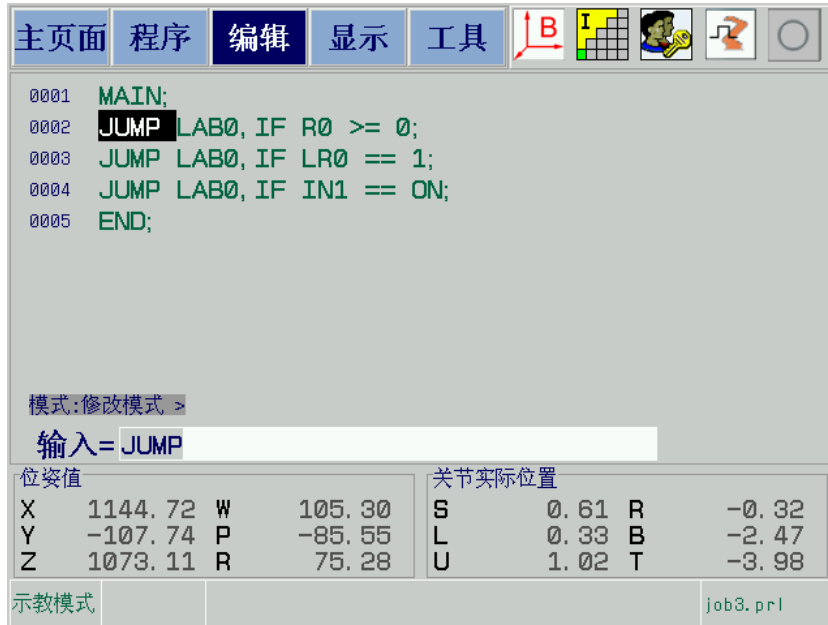 主页面 程序 编辑 显示 工具 B I
0001 MAIN;
0002 JUMP LAB0, IF R0 >= 0;
0003 JUMP LAB0, IF LR0 == 1;
0004 JUMP LAB0, IF IN1 == ON;
0005 END;
模式:修改模式 >
输入= JUMP
位姿值 关节实际位置
X 1144.72 W 105.30 S 0.61 R -0.32
Y -107.74 P -85.55 L 0.33 B -2.47
Z 1073.11 R 75.28 U 1.02 T -3.98
示教模式 job3.prl